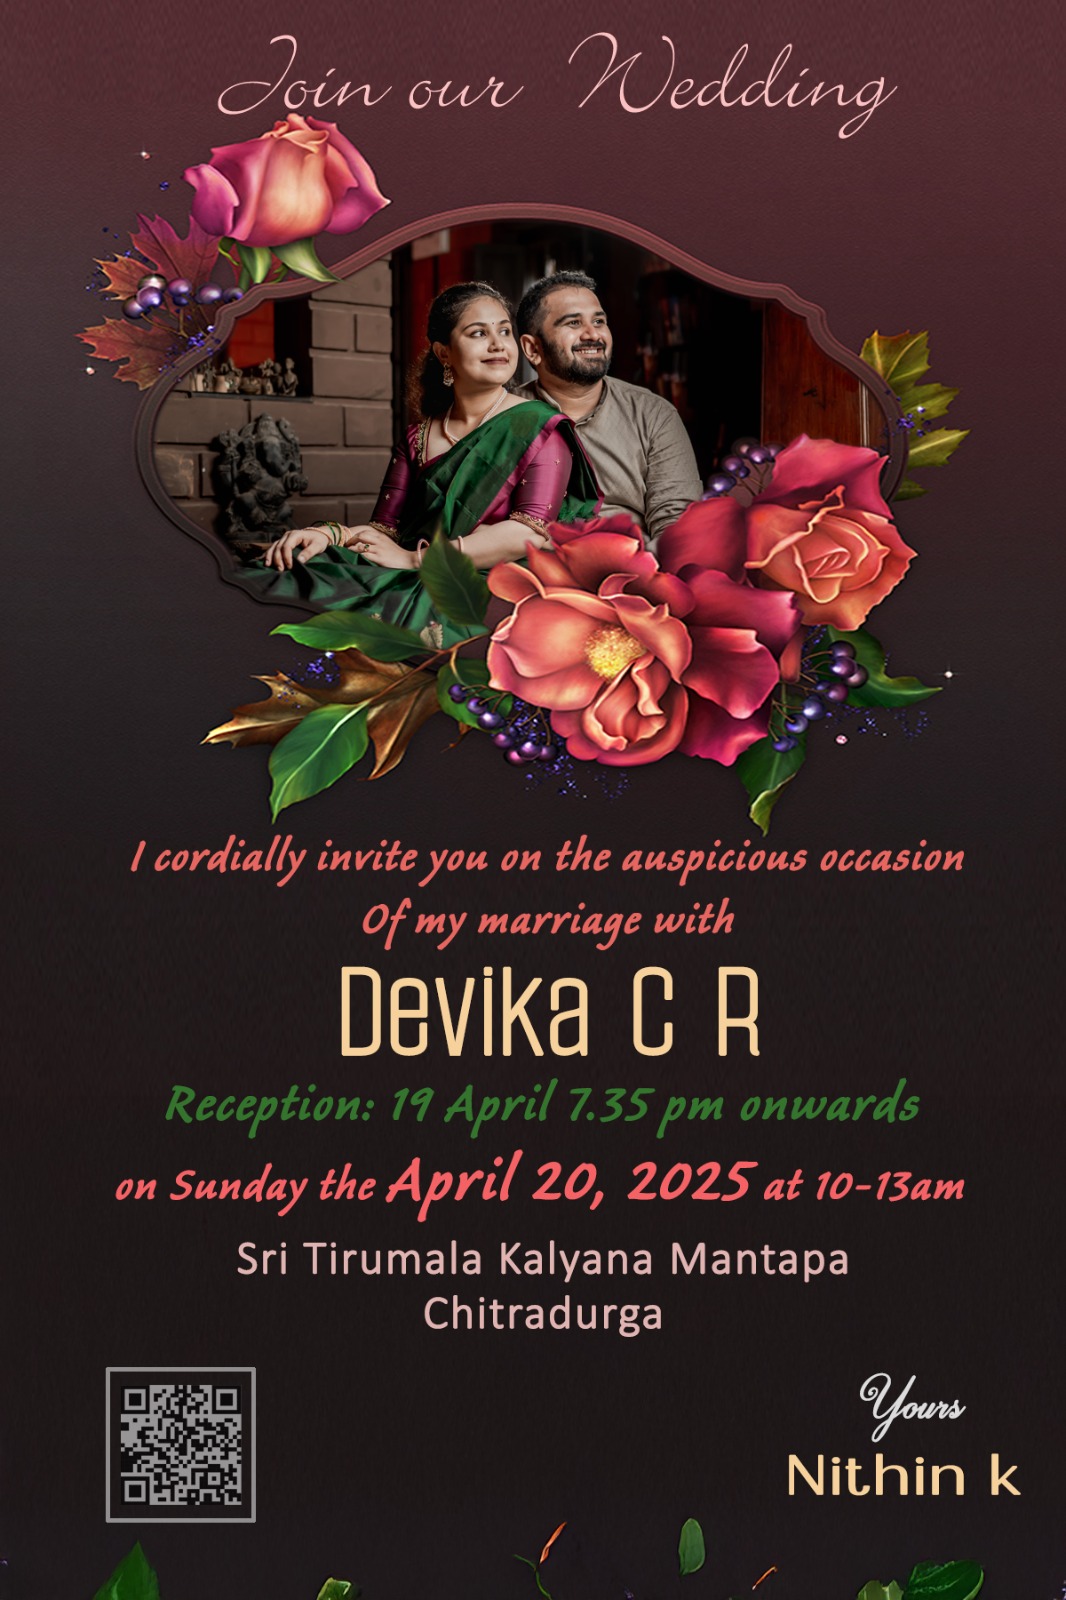 Join our Wedding
I cordially invite you on the auspicious occasion
Of my marriage with
Devika C R
Reception: 19 April 7.35 pm onwards
on Sunday the April 20, 2025 at 10-13am
Sri Tirumala Kalyana Mantapa
Chitradurga
Yours
Nithin k